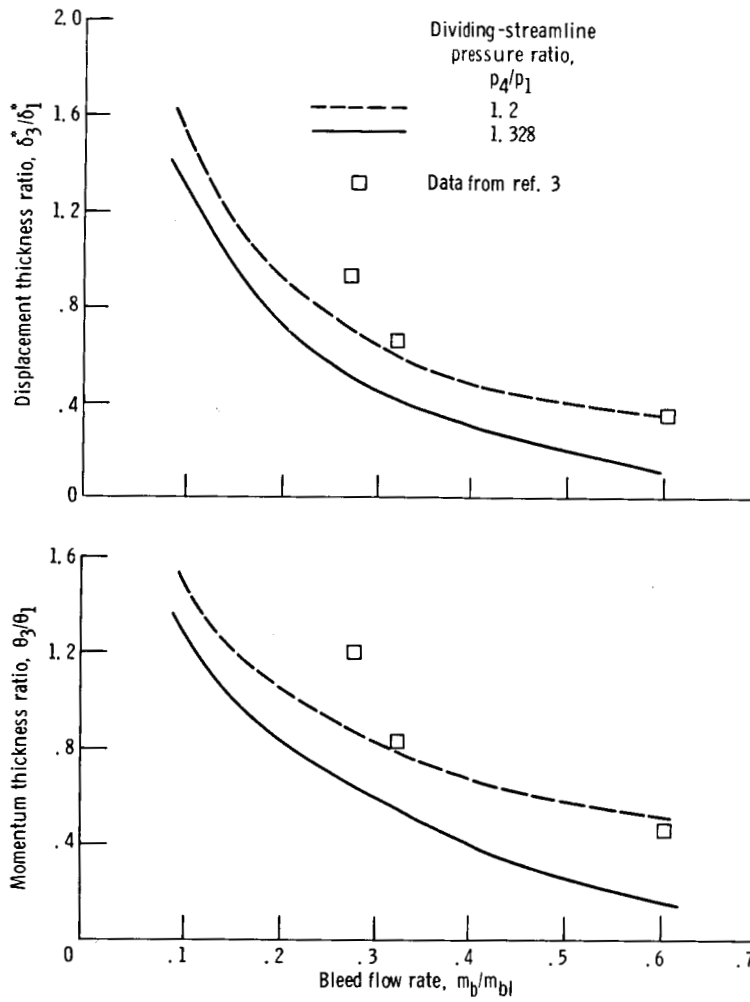 2.0
1.6
1.2
.8
.4
0
Displacement thickness ratio, δ*3/δ*1
Dividing-streamline
pressure ratio,
p4/p1
1.2
1.328
Data from ref. 3
1.6
1.2
.8
.4
0
Momentum thickness ratio, θ3/θ1
.1 .2 .3 .4 .5 .6 .7
Bleed flow rate, mb/mbl